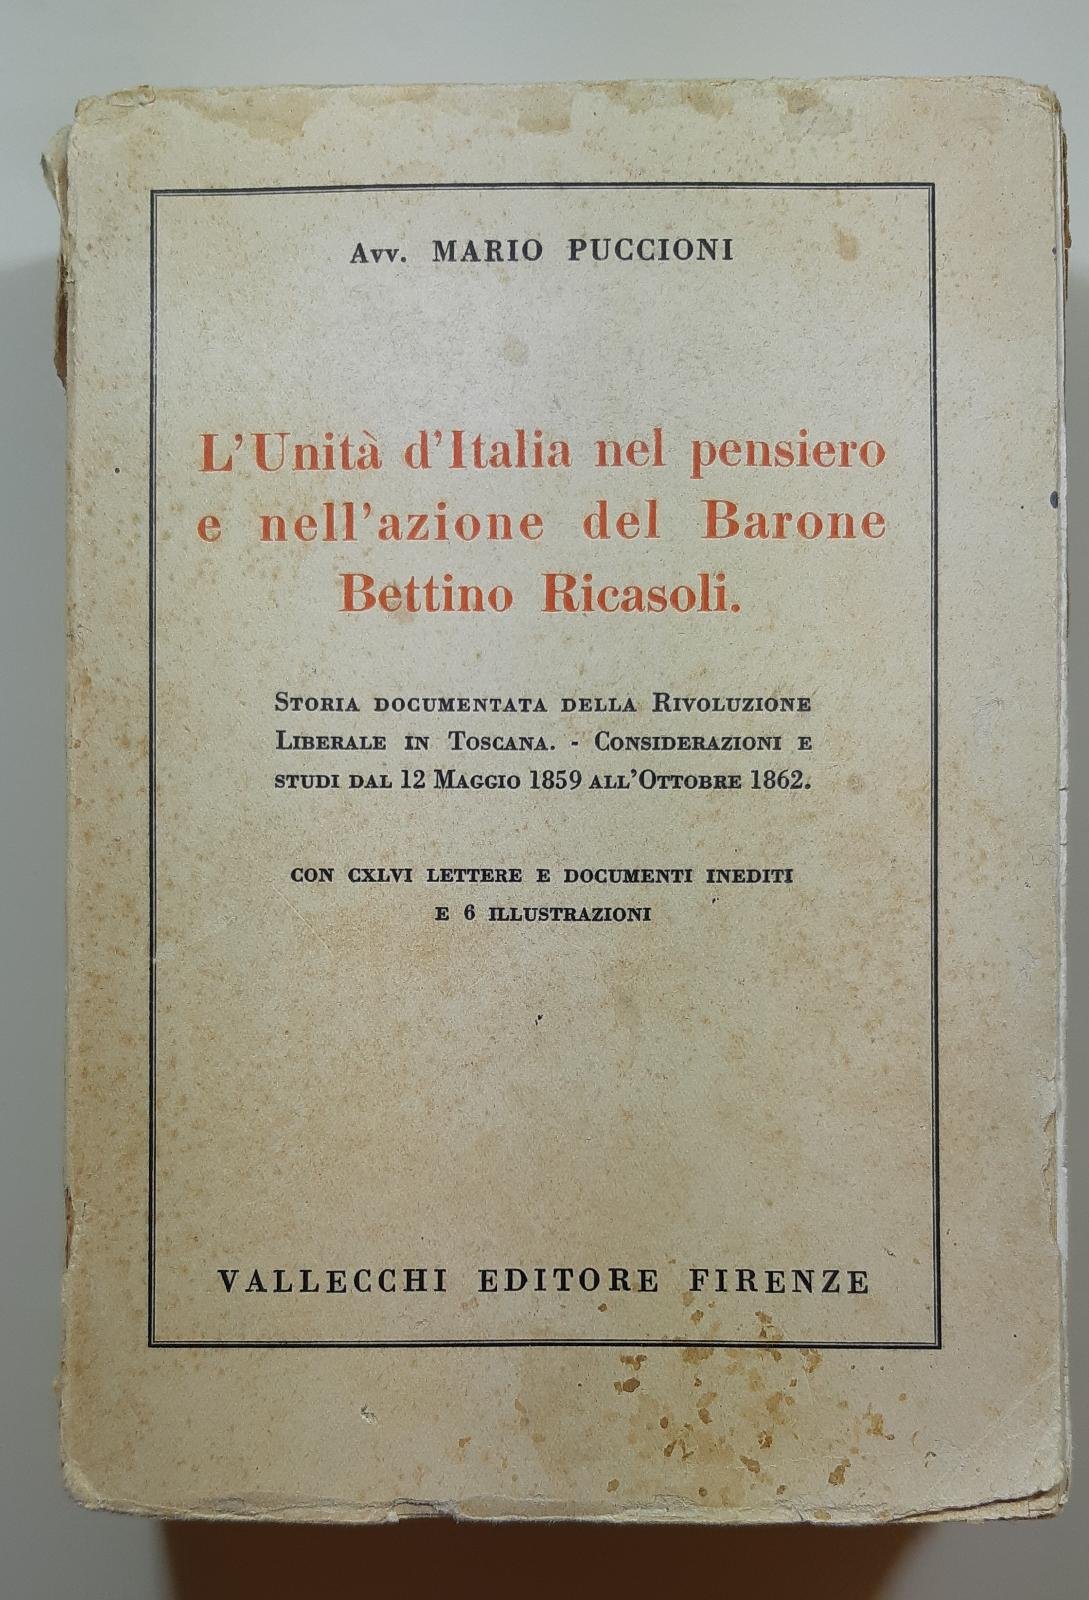 Avv. MARIO PUCCIONI
L'Unità d'Italia nel pensiero
e nell'azione del Barone
Bettino Ricasoli.
STORIA DOCUMENTATA DELLA RIVOLUZIONE
LIBERALE IN TOSCANA. - CONSIDERAZIONI E
STUDI DAL 12 MAGGIO 1859 ALL'OTTOBRE 1862.
CON CXLVI LETTERE E DOCUMENTI INEDITI
E 6 ILLUSTRAZIONI
VALLECCHI EDITORE FIRENZE